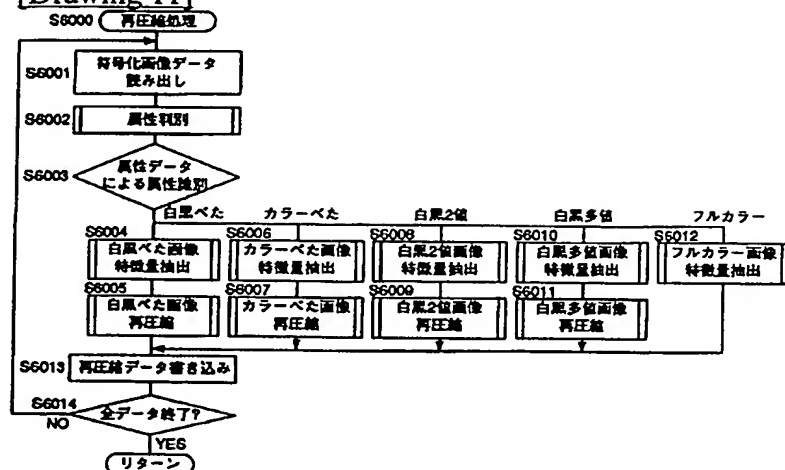 [Drawing 11]
S6000 再圧縮処理
S6001 符号化画像データ
読み出し
S6002 属性判別
S6003 属性データ
による属性識別
白黒べた カラーべた 白黒2値 白黒多値 フルカラー
S6004 S6006 S6008 S6010 S6012
白黒べた画像 カラーべた画像 白黒2値画像 白黒多値画像 フルカラー画像
特徴量抽出 特徴量抽出 特徴量抽出 特徴量抽出 特徴量抽出
S6005 S6007 S6009 S6011
白黒べた画像 カラーべた画像 白黒2値画像 白黒多値画像
再圧縮 再圧縮 再圧縮 再圧縮
S6013 再圧縮データ書き込み
S6014 全データ終了?
NO
YES
リターン